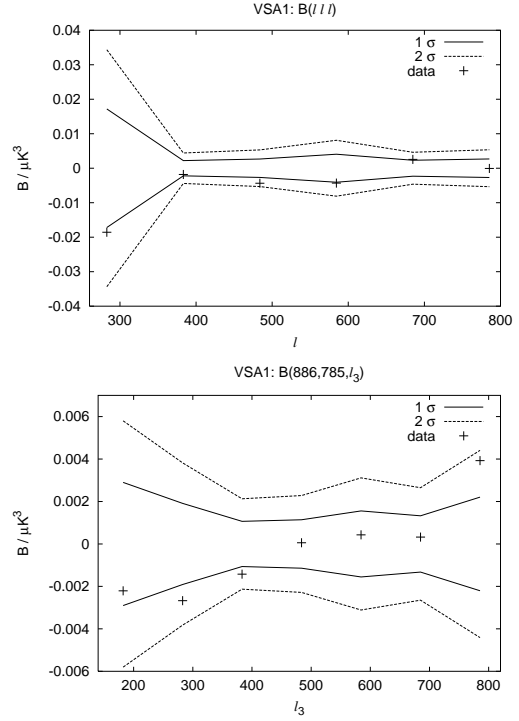 VSA1: B(l l l)
0.04
0.03
0.02
0.01
0
-0.01
-0.02
-0.03
-0.04
B / μK³
1 σ
2 σ
data
300 400 500 600 700 800
l
VSA1: B(886,785,l₃)
0.006
0.004
0.002
0
-0.002
-0.004
-0.006
B / μK³
1 σ
2 σ
data
200 300 400 500 600 700 800
l₃